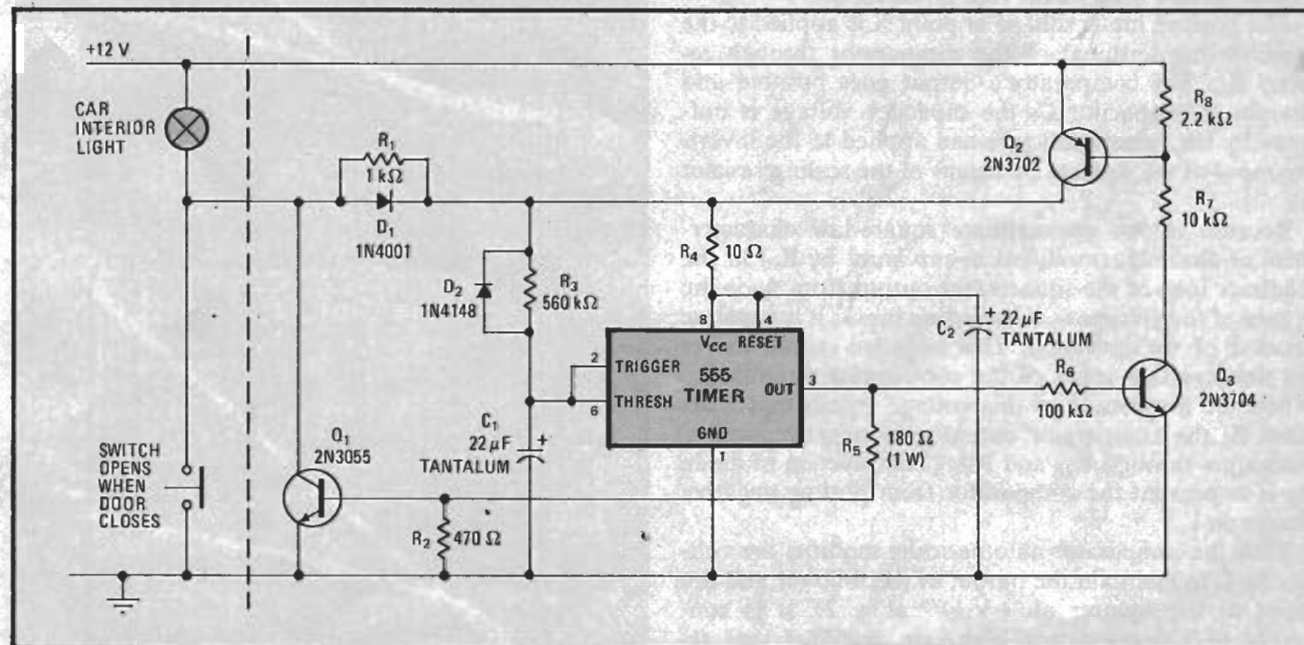 +12 V
CAR
INTERIOR
LIGHT
R1
1 kΩ
D1
1N4001
Q2
2N3702
R8
2.2 kΩ
R7
10 kΩ
R4
10 Ω
D2
1N4148
R3
560 kΩ
8
4
VCC
RESET
2
TRIGGER
6
THRESH
555
TIMER
OUT
3
GND
1
C2
22 μF
TANTALUM
R6
100 kΩ
Q3
2N3704
C1
22 μF
TANTALUM
R5
180 Ω
(1 W)
Q1
2N3055
R2
470 Ω
SWITCH
OPENS
WHEN
DOOR
CLOSES
+
+